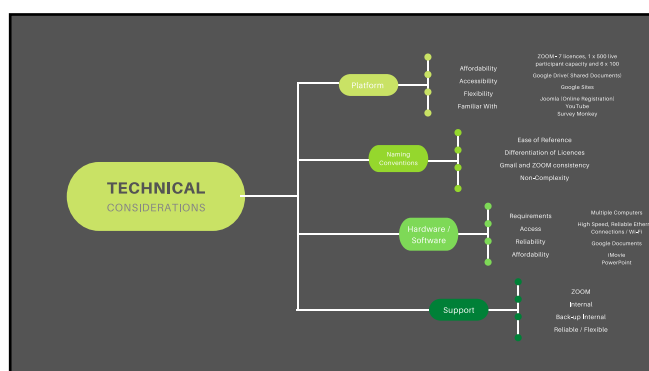 TECHNICAL
CONSIDERATIONS
Platform
Affordability
Accessibility
Flexibility
Familiar With
ZOOM – 7 licences, 1 x 500 live
participant capacity and 6 x 100
Google Drive( Shared Documents)
Google Sites
Joomla (Online Registration)
YouTube
Survey Monkey
Naming
Conventions
Ease of Reference
Differentiation of Licences
Gmail and ZOOM consistency
Non-Complexity
Hardware /
Software
Requirements
Access
Reliability
Affordability
Multiple Computers
High Speed, Reliable Ethern
Connections / Wi-Fi
Google Documents
iMovie
PowerPoint
Support
ZOOM
Internal
Back-up Internal
Reliable / Flexible